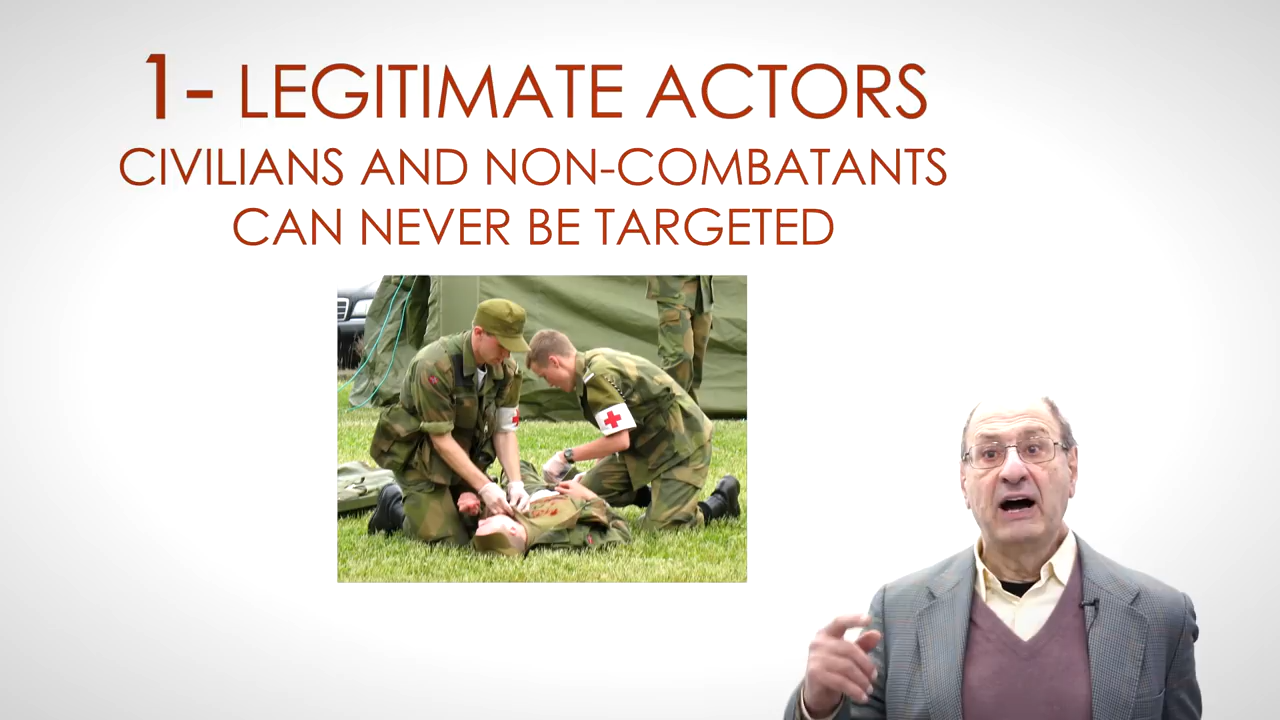 1- LEGITIMATE ACTORS
CIVILIANS AND NON-COMBATANTS
CAN NEVER BE TARGETED